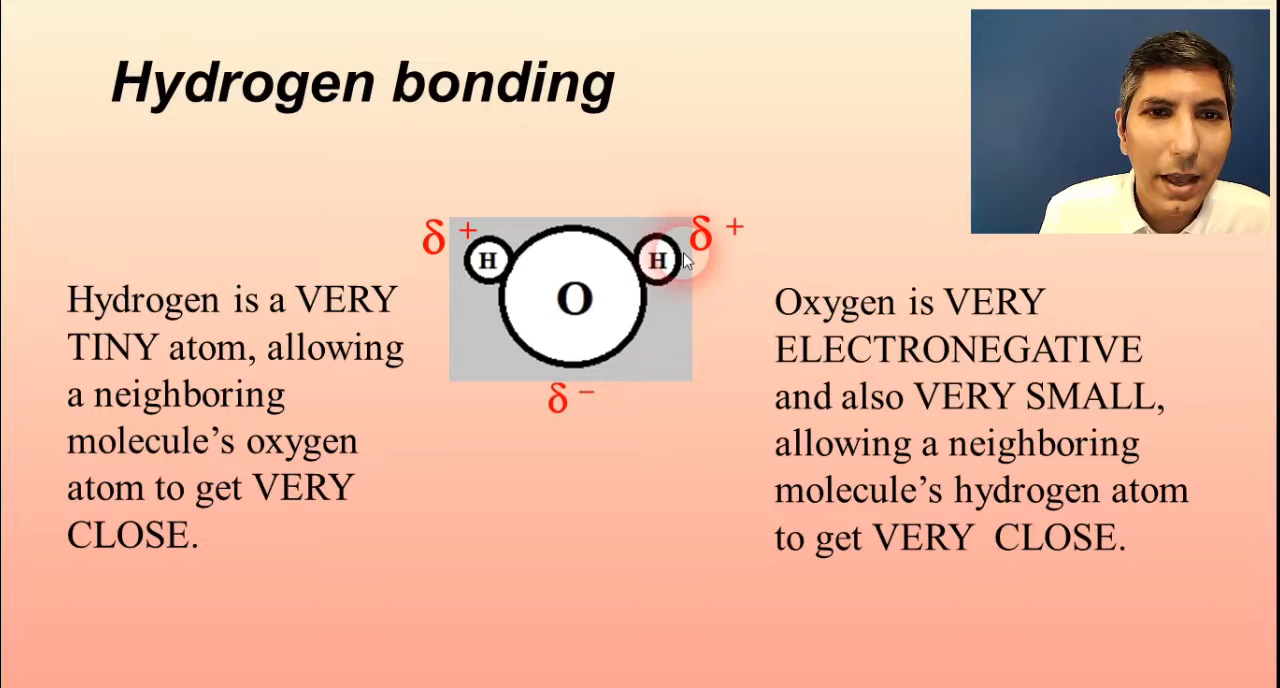 Hydrogen bonding
δ +
δ +
H
H
O
δ −
Hydrogen is a VERY
TINY atom, allowing
a neighboring
molecule’s oxygen
atom to get VERY
CLOSE.
Oxygen is VERY
ELECTRONEGATIVE
and also VERY SMALL,
allowing a neighboring
molecule’s hydrogen atom
to get VERY  CLOSE.